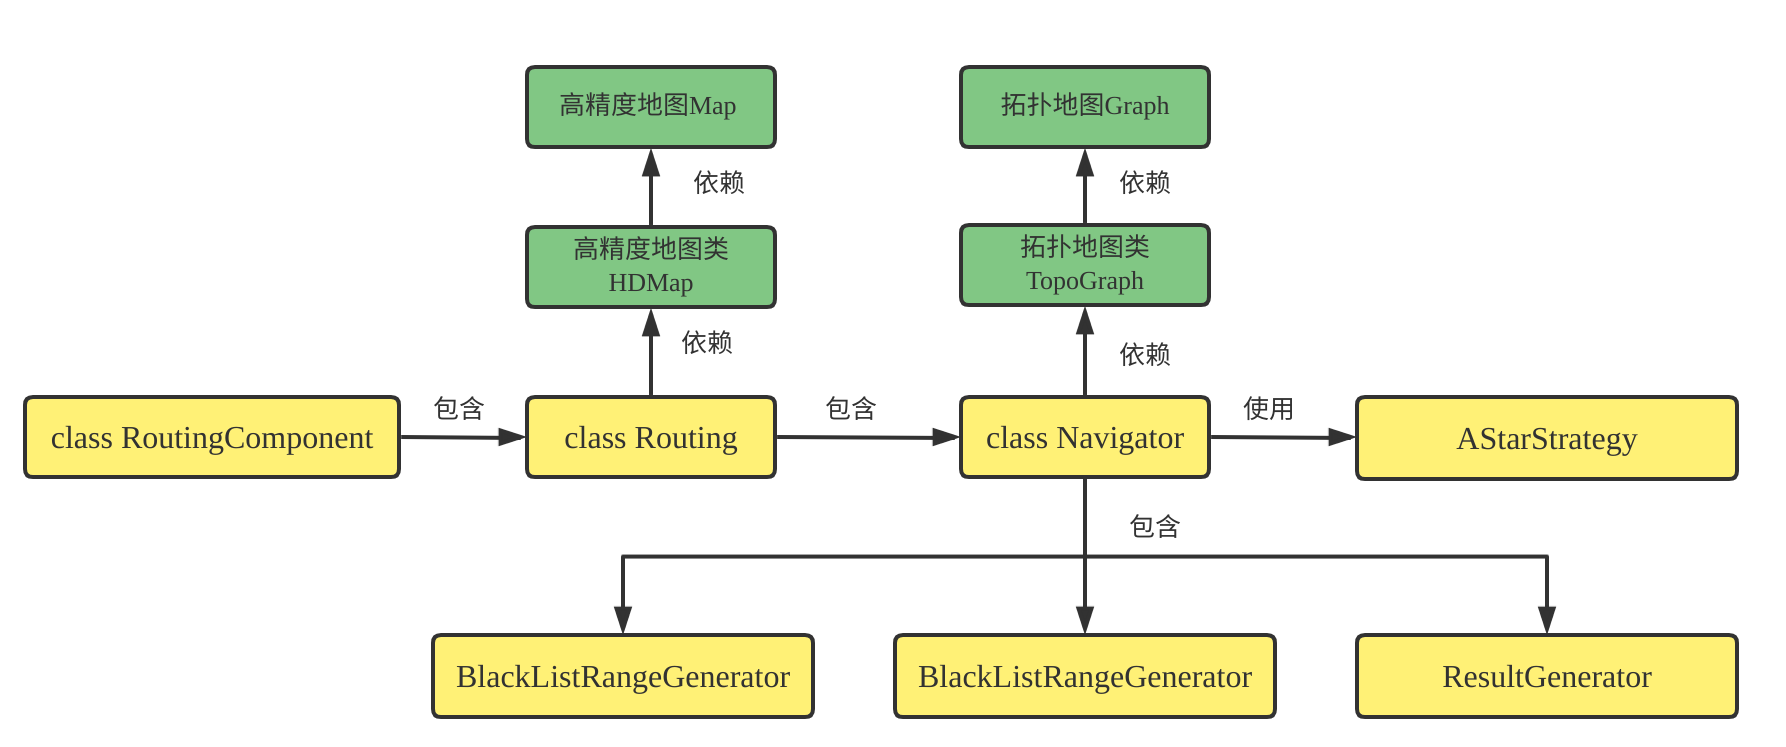 高精度地图Map
拓扑地图Graph
依赖
依赖
高精度地图类
HDMap
拓扑地图类
TopoGraph
依赖
依赖
class RoutingComponent
包含
class Routing
包含
class Navigator
使用
AStarStrategy
包含
BlackListRangeGenerator
BlackListRangeGenerator
ResultGenerator